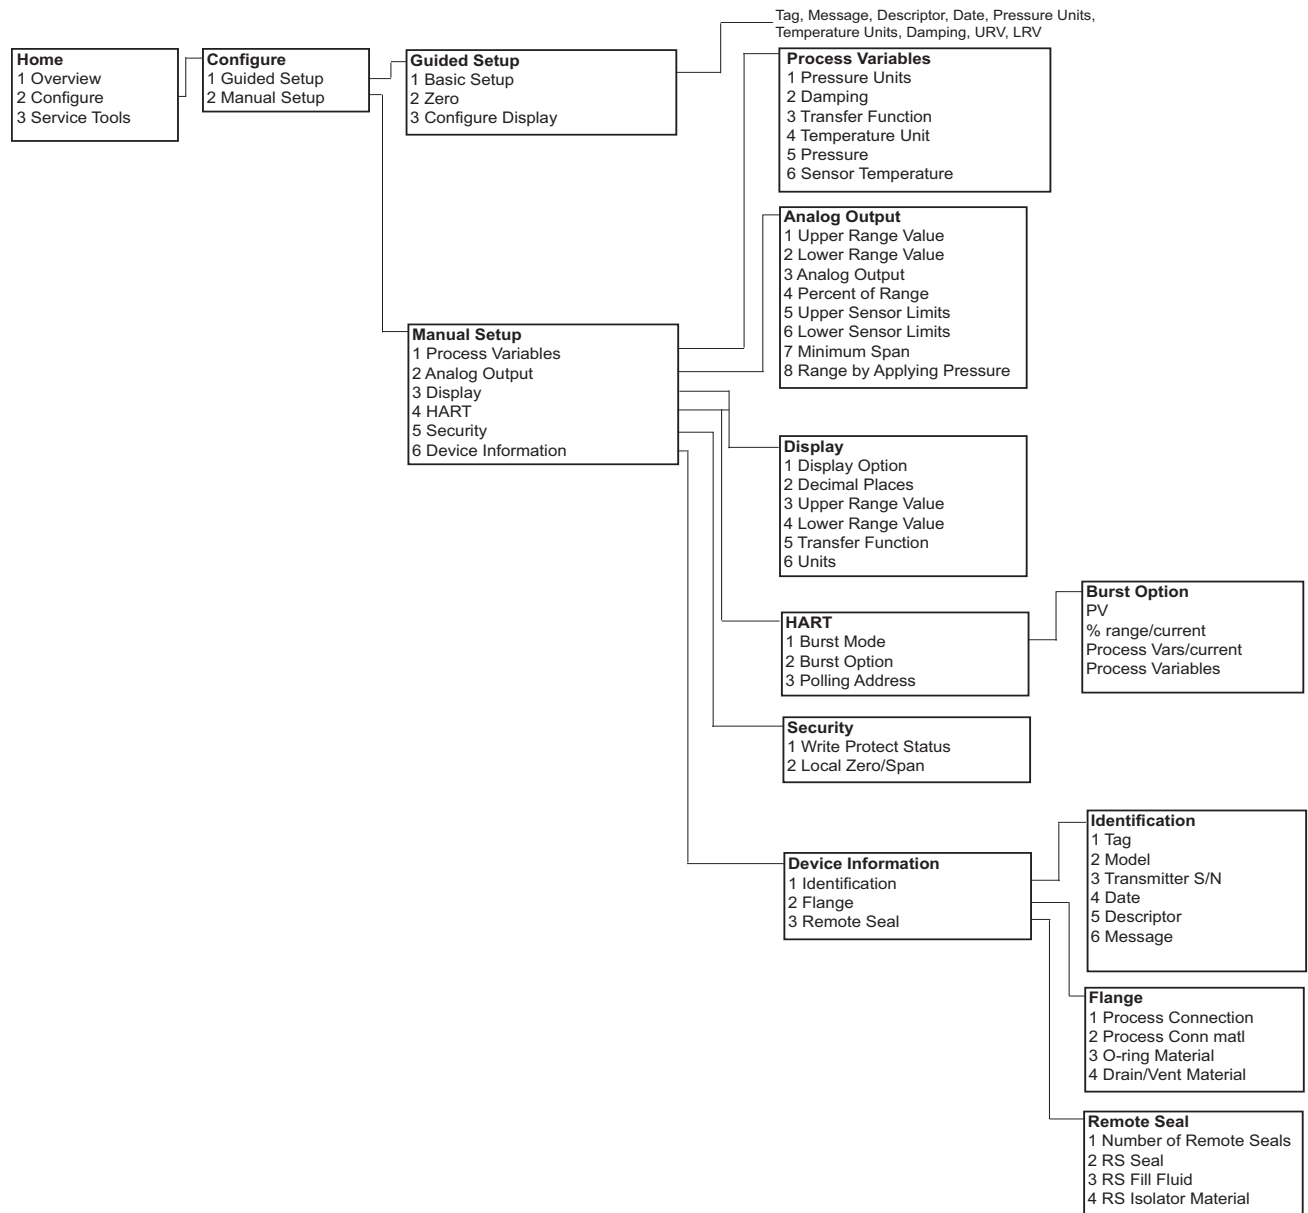 Tag, Message, Descriptor, Date, Pressure Units,
Temperature Units, Damping, URV, LRV
Home
1 Overview
2 Configure
3 Service Tools
Configure
1 Guided Setup
2 Manual Setup
Guided Setup
1 Basic Setup
2 Zero
3 Configure Display
Process Variables
1 Pressure Units
2 Damping
3 Transfer Function
4 Temperature Unit
5 Pressure
6 Sensor Temperature
Analog Output
1 Upper Range Value
2 Lower Range Value
3 Analog Output
4 Percent of Range
5 Upper Sensor Limits
6 Lower Sensor Limits
7 Minimum Span
8 Range by Applying Pressure
Manual Setup
1 Process Variables
2 Analog Output
3 Display
4 HART
5 Security
6 Device Information
Display
1 Display Option
2 Decimal Places
3 Upper Range Value
4 Lower Range Value
5 Transfer Function
6 Units
HART
1 Burst Mode
2 Burst Option
3 Polling Address
Burst Option
PV
% range/current
Process Vars/current
Process Variables
Security
1 Write Protect Status
2 Local Zero/Span
Device Information
1 Identification
2 Flange
3 Remote Seal
Identification
1 Tag
2 Model
3 Transmitter S/N
4 Date
5 Descriptor
6 Message
Flange
1 Process Connection
2 Process Conn matl
3 O-ring Material
4 Drain/Vent Material
Remote Seal
1 Number of Remote Seals
2 RS Seal
3 RS Fill Fluid
4 RS Isolator Material